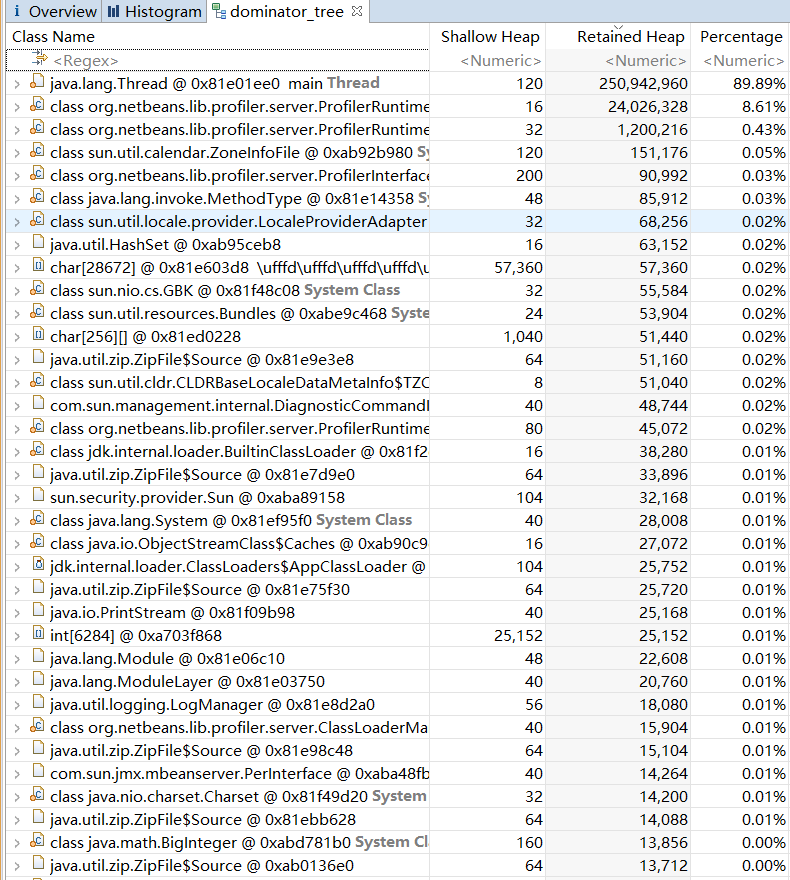 Overview Histogram dominator_tree
Class Name Shallow Heap Retained Heap Percentage
<Regex> <Numeric> <Numeric> <Numeric>
java.lang.Thread @ 0x81e01ee0 main Thread 120 250,942,960 89.89%
class org.netbeans.lib.profiler.server.ProfilerRuntime 16 24,026,328 8.61%
class org.netbeans.lib.profiler.server.ProfilerRuntime 32 1,200,216 0.43%
class sun.util.calendar.ZoneInfoFile @ 0xab92b980 Sy 120 151,176 0.05%
class org.netbeans.lib.profiler.server.ProfilerInterface 200 90,992 0.03%
class java.lang.invoke.MethodType @ 0x81e14358 Sy 48 85,912 0.03%
class sun.util.locale.provider.LocaleProviderAdapter 32 68,256 0.02%
java.util.HashSet @ 0xab95ceb8 16 63,152 0.02%
char[28672] @ 0x81e603d8 \ufffd\ufffd\ufffd\ufffd\u 57,360 57,360 0.02%
class sun.nio.cs.GBK @ 0x81f48c08 System Class 32 55,584 0.02%
class sun.util.resources.Bundles @ 0xabe9c468 Syste 24 53,904 0.02%
char[256][] @ 0x81ed0228 1,040 51,440 0.02%
java.util.zip.ZipFile$Source @ 0x81e9e3e8 64 51,160 0.02%
class sun.util.cldr.CLDRBaseLocaleDataMetaInfo$TZC 8 51,040 0.02%
com.sun.management.internal.DiagnosticCommandI 40 48,744 0.02%
class org.netbeans.lib.profiler.server.ProfilerRuntime 80 45,072 0.02%
class jdk.internal.loader.BuiltinClassLoader @ 0x81f2 16 38,280 0.01%
java.util.zip.ZipFile$Source @ 0x81e7d9e0 64 33,896 0.01%
sun.security.provider.Sun @ 0xaba89158 104 32,168 0.01%
class java.lang.System @ 0x81ef95f0 System Class 40 28,008 0.01%
class java.io.ObjectStreamClass$Caches @ 0xab90c9 16 27,072 0.01%
jdk.internal.loader.ClassLoaders$AppClassLoader @ 104 25,752 0.01%
java.util.zip.ZipFile$Source @ 0x81e75f30 64 25,720 0.01%
java.io.PrintStream @ 0x81f09b98 40 25,168 0.01%
int[6284] @ 0xa703f868 25,152 25,152 0.01%
java.lang.Module @ 0x81e06c10 48 22,608 0.01%
java.lang.ModuleLayer @ 0x81e03750 40 20,760 0.01%
java.util.logging.LogManager @ 0x81e8d2a0 56 18,080 0.01%
class org.netbeans.lib.profiler.server.ClassLoaderMa 40 15,904 0.01%
java.util.zip.ZipFile$Source @ 0x81e98c48 64 15,104 0.01%
com.sun.jmx.mbeanserver.PerInterface @ 0xaba48fb 40 14,264 0.01%
class java.nio.charset.Charset @ 0x81f49d20 System 32 14,200 0.01%
java.util.zip.ZipFile$Source @ 0x81ebb628 64 14,088 0.01%
class java.math.BigInteger @ 0xabd781b0 System Cl 160 13,856 0.00%
java.util.zip.ZipFile$Source @ 0xab0136e0 64 13,712 0.00%